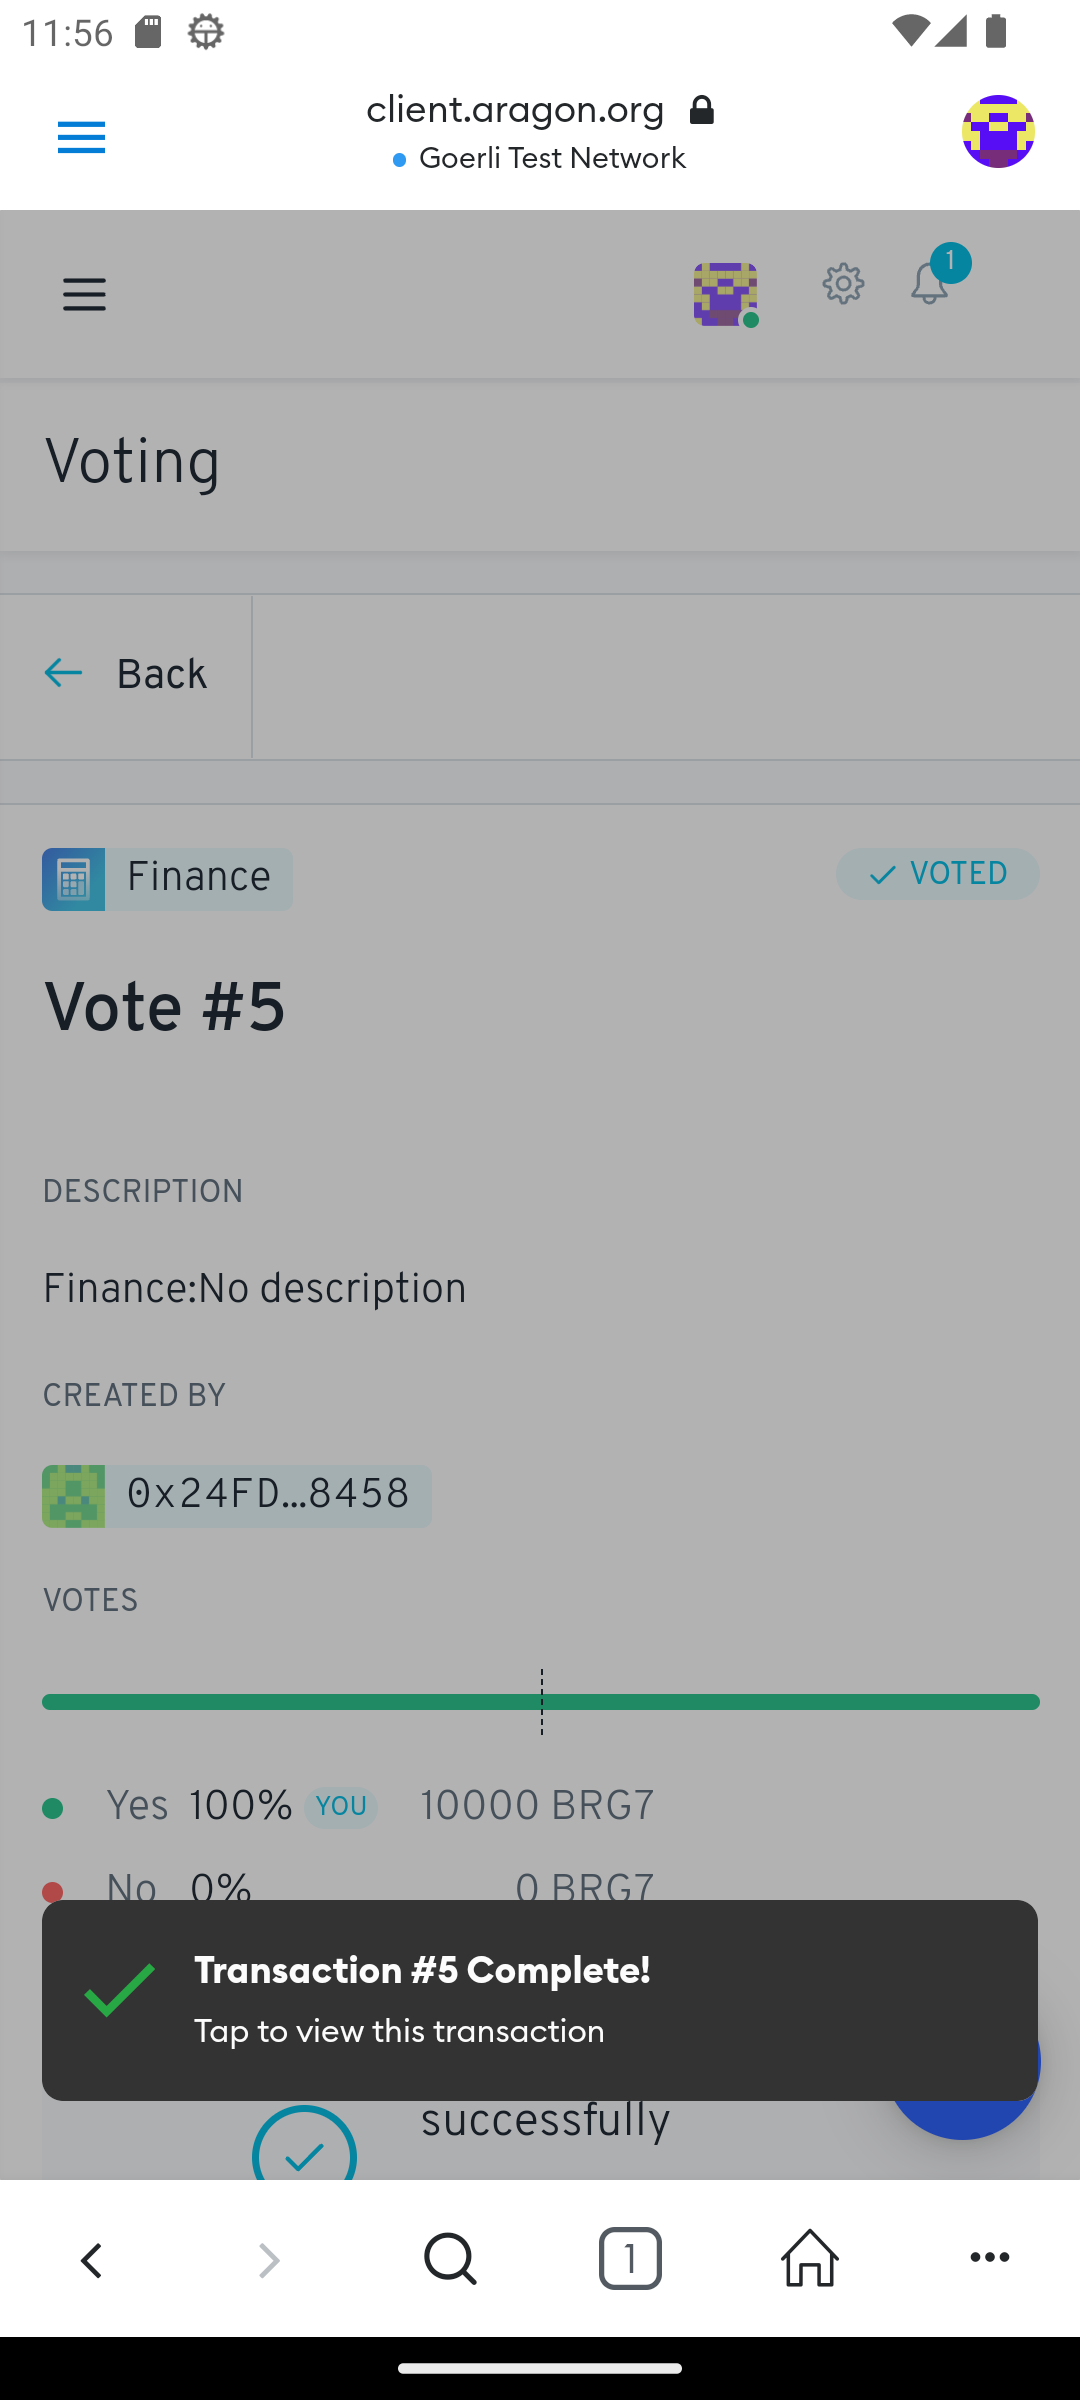 11:56
client.aragon.org
Goerli Test Network
1
Voting
Back
Finance
VOTED
Vote #5
DESCRIPTION
Finance:No description
CREATED BY
0x24FD…8458
VOTES
Yes 100% YOU 10000 BRG7
No 0% 0 BRG7
Transaction #5 Complete!
Tap to view this transaction
successfully
1